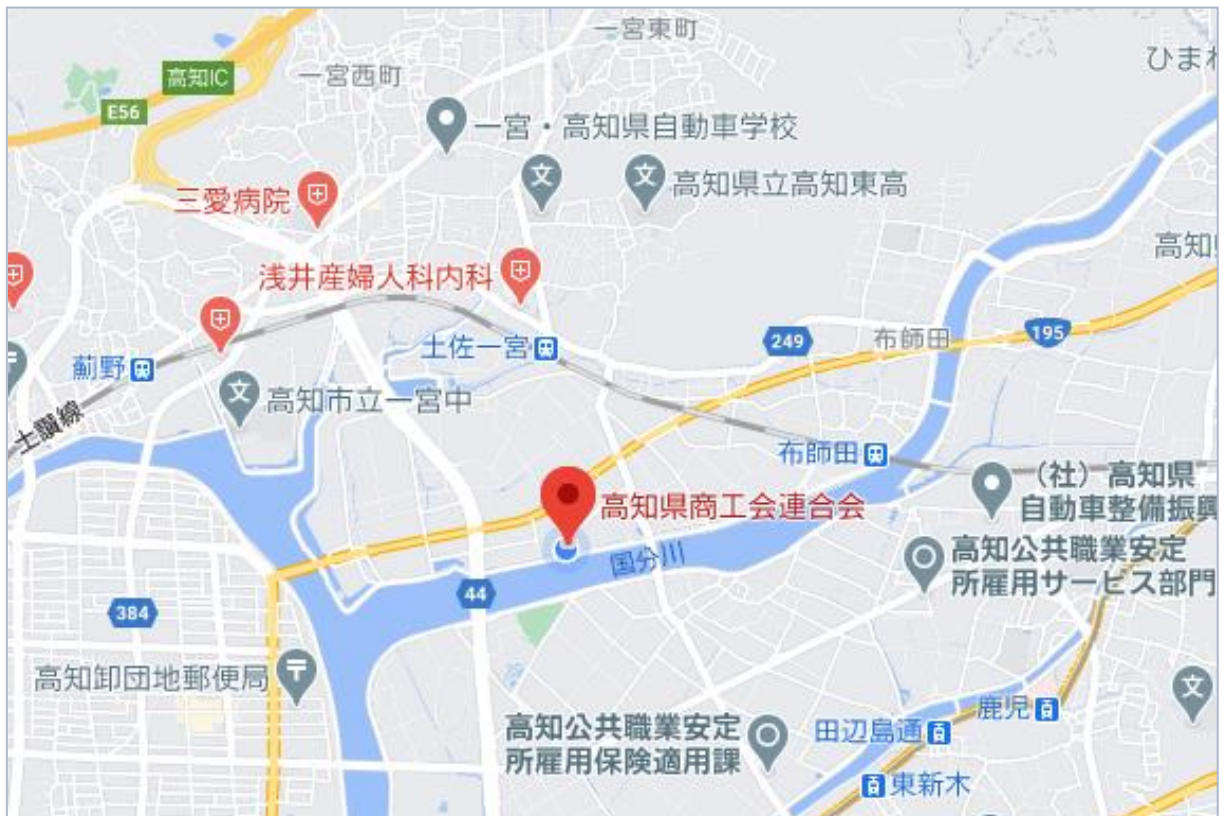 一宮東町
ひまわ
高知IC
一宮西町
E56
一宮・高知県自動車学校
高知県立高知東高
三愛病院
高知県
浅井産婦人科内科
195
249
布師田
土佐一宮
薊野
高知市立一宮中
土讃線
布師田
(社)高知県
自動車整備振興
高知県商工会連合会
高知公共職業安定
所雇用サービス部門
国分川
44
384
高知卸団地郵便局
鹿児
高知公共職業安定
所雇用保険適用課
田辺島通
東新木